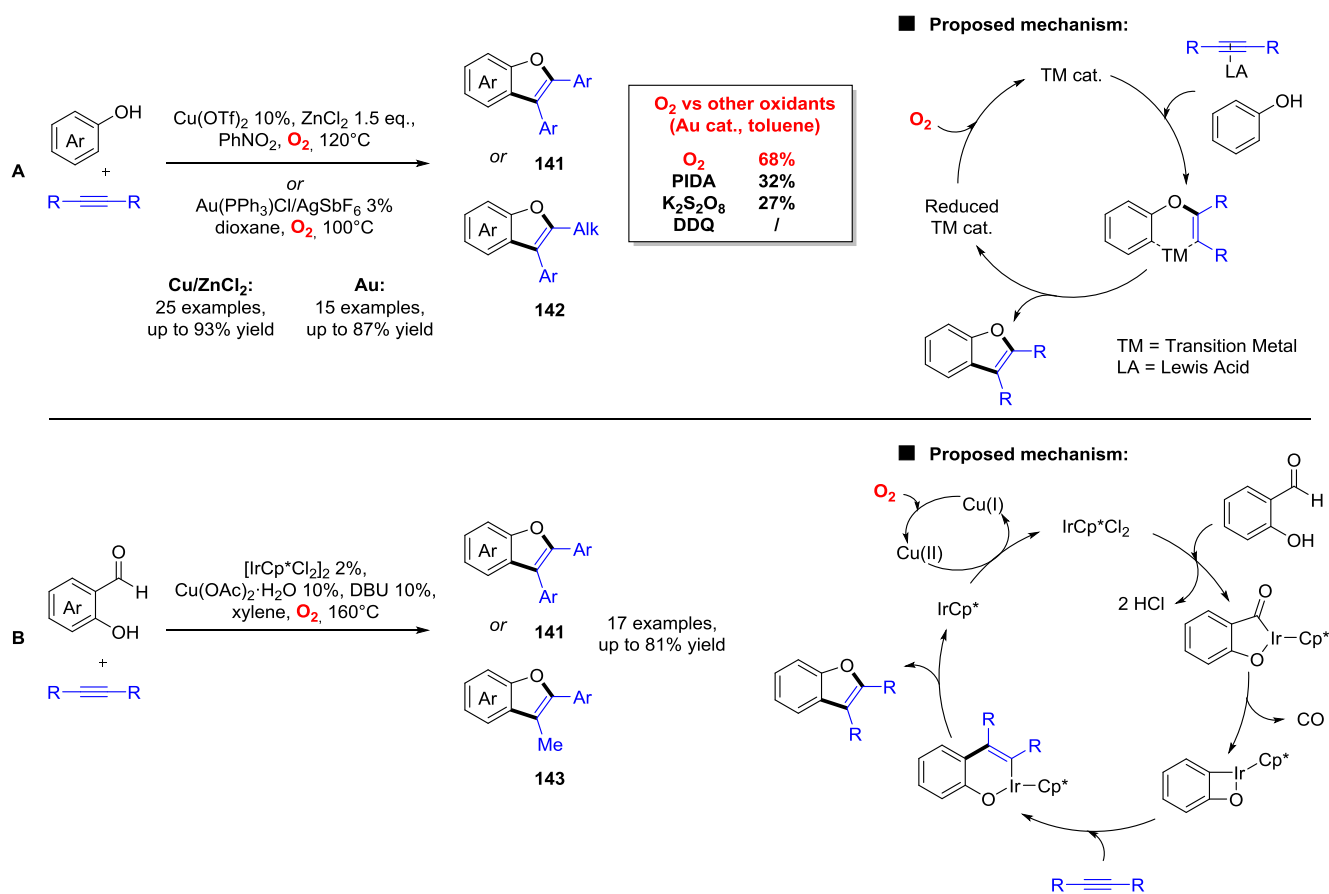 A
Ar
OH
+
R
R
Cu(OTf)2 10%, ZnCl2 1.5 eq.,
PhNO2, O2, 120°C
or
Au(PPh3)Cl/AgSbF6 3%
dioxane, O2, 100°C
Cu/ZnCl2:
25 examples,
up to 93% yield
Au:
15 examples,
up to 87% yield
Ar
O
Ar
Ar
or
141
Ar
O
Alk
Ar
142
O2 vs other oxidants
(Au cat., toluene)
O2 68%
PIDA 32%
K2S2O8 27%
DDQ /
■ Proposed mechanism:
R
R
LA
OH
TM cat.
O2
Reduced
TM cat.
O
R
R
TM
O
R
R
TM = Transition Metal
LA = Lewis Acid
B
Ar
O
H
OH
+
R
R
[IrCp*Cl2]2 2%,
Cu(OAc)2·H2O 10%, DBU 10%,
xylene, O2, 160°C
Ar
O
Ar
Ar
or
141
Ar
O
Ar
Me
143
17 examples,
up to 81% yield
■ Proposed mechanism:
O2
Cu(I)
Cu(II)
IrCp*Cl2
O
H
OH
2 HCl
O
Ir
Cp*
O
CO
Ir
Cp*
O
R
R
R
R
Ir
Cp*
O
IrCp*
O
R
R